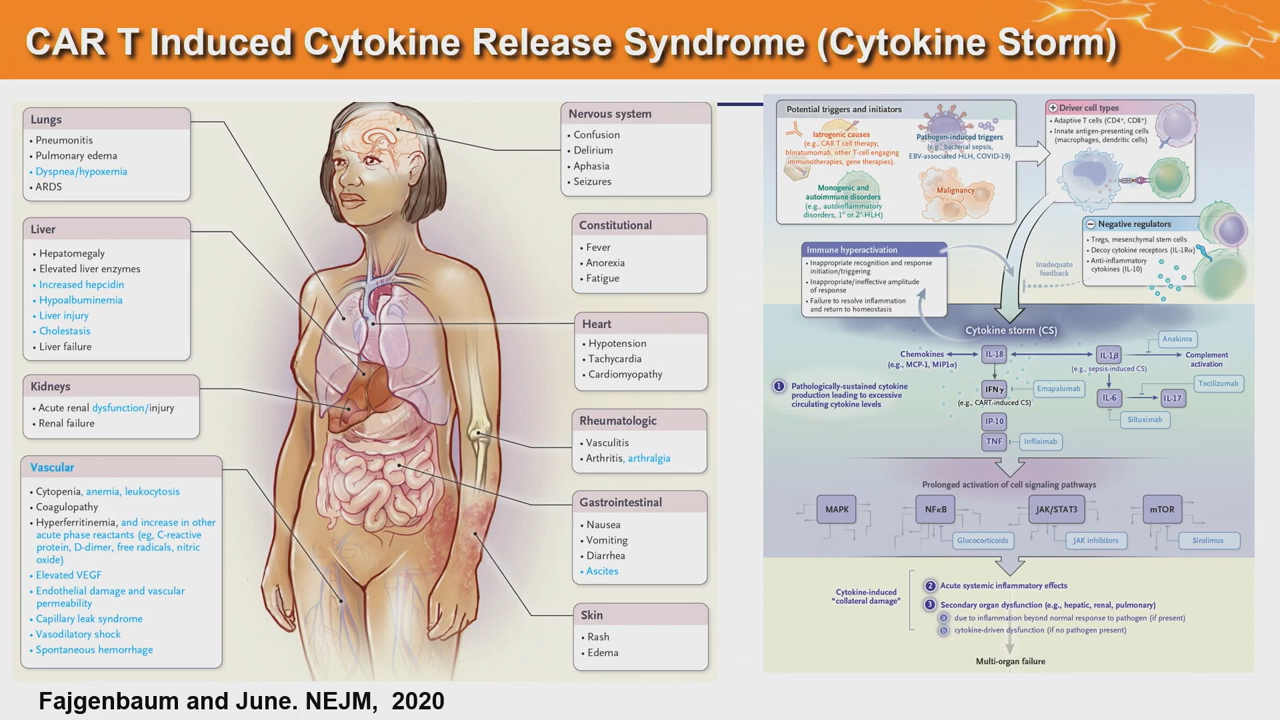 CAR T Induced Cytokine Release Syndrome (Cytokine Storm)
Lungs
• Pneumonitis
• Pulmonary edema
• Dyspnea/hypoxemia
• ARDS
Liver
• Hepatomegaly
• Elevated liver enzymes
• Increased hepcidin
• Hypoalbuminemia
• Liver injury
• Cholestasis
• Liver failure
Kidneys
• Acute renal dysfunction/injury
• Renal failure
Vascular
• Cytopenia, anemia, leukocytosis
• Coagulopathy
• Hyperferritinemia, and increase in other
acute phase reactants (eg, C-reactive
protein, D-dimer, free radicals, nitric
oxide)
• Elevated VEGF
• Endothelial damage and vascular
permeability
• Capillary leak syndrome
• Vasodilatory shock
• Spontaneous hemorrhage
Nervous system
• Confusion
• Delirium
• Aphasia
• Seizures
Constitutional
• Fever
• Anorexia
• Fatigue
Heart
• Hypotension
• Tachycardia
• Cardiomyopathy
Rheumatologic
• Vasculitis
• Arthritis, arthralgia
Gastrointestinal
• Nausea
• Vomiting
• Diarrhea
• Ascites
Skin
• Rash
• Edema
Potential triggers and initiators
Iatrogenic causes
(e.g., CAR T cell therapy,
blinatumomab, other T-cell engaging
immunotherapies, gene therapies).
Pathogen-induced triggers
(e.g., bacterial sepsis,
EBV-associated HLH, COVID-19)
Monogenic and
autoimmune disorders
(e.g., autoinflammatory
disorders, 1° or 2° HLH)
Malignancy
+ Driver cell types
• Adaptive T cells (CD4⁺, CD8⁺)
• Innate antigen-presenting cells
(macrophages, dendritic cells)
− Negative regulators
• Tregs, mesenchymal stem cells
• Decoy cytokine receptors (IL-1Rα)
• Anti-inflammatory
cytokines (IL-10)
Immune hyperactivation
• Inappropriate recognition and response
initiation/triggering
• Inappropriate/ineffective amplitude
of response
• Failure to resolve inflammation
and return to homeostasis
Inadequate
feedback
Cytokine storm (CS)
Chemokines
(e.g., MCP-1, MIP1α)
IL-18
IL-1β
(e.g., sepsis-induced CS)
Anakinra
Complement
activation
1 Pathologically-sustained cytokine
production leading to excessive
circulating cytokine levels
IFNγ
(e.g., CART-induced CS)
Emapalumab
IL-6
IL-17
Tocilizumab
Siltuximab
IP-10
TNF
Infliximab
Prolonged activation of cell signaling pathways
MAPK
NFκB
JAK/STAT3
mTOR
Glucocorticoids
JAK inhibitors
Sirolimus
Cytokine-induced
"collateral damage"
2 Acute systemic inflammatory effects
3 Secondary organ dysfunction (e.g., hepatic, renal, pulmonary)
a due to inflammation beyond normal response to pathogen (if present)
b cytokine-driven dysfunction (if no pathogen present)
Multi-organ failure
Fajgenbaum and June. NEJM, 2020